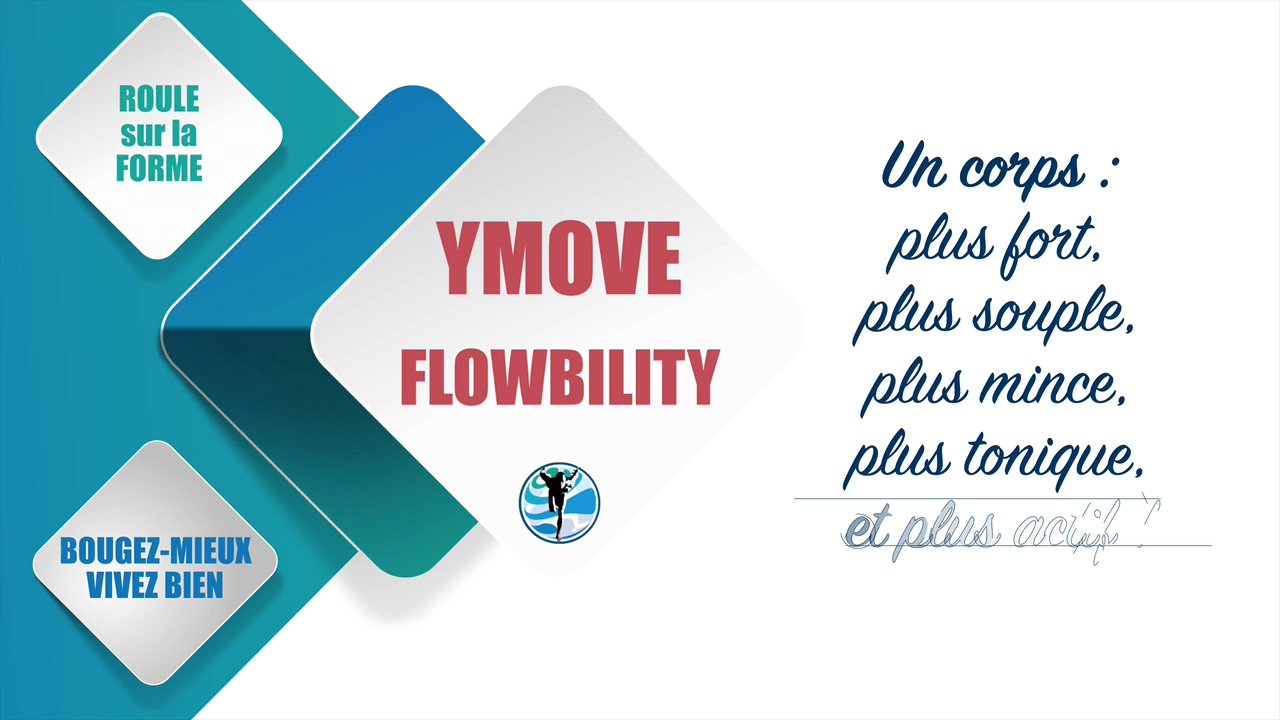 ROULE
sur la
FORME
YMOVE
FLOWBILITY
BOUGEZ-MIEUX
VIVEZ BIEN
Un corps :
plus fort,
plus souple,
plus mince,
plus tonique,
et plus actif !